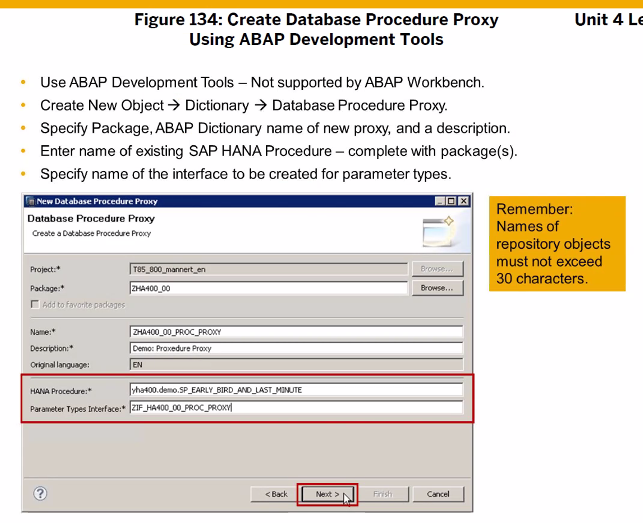 Figure 134: Create Database Procedure Proxy
Using ABAP Development Tools
Unit 4 Le
• Use ABAP Development Tools – Not supported by ABAP Workbench.
• Create New Object → Dictionary → Database Procedure Proxy.
• Specify Package, ABAP Dictionary name of new proxy, and a description.
• Enter name of existing SAP HANA Procedure – complete with package(s).
• Specify name of the interface to be created for parameter types.
New Database Procedure Proxy
Database Procedure Proxy
Create a Database Procedure Proxy
Project:* T85_800_mannert_en Browse...
Package:* ZHA400_00 Browse...
Add to favorite packages
Name:* ZHA400_00_PROC_PROXY
Description:* Demo: Proxedure Proxy
Original language: EN
HANA Procedure:* yha400.demo.SP_EARLY_BIRD_AND_LAST_MINUTE
Parameter Types Interface:* ZIF_HA400_00_PROC_PROXY
? < Back Next > Finish Cancel
Remember:
Names of
repository objects
must not exceed
30 characters.